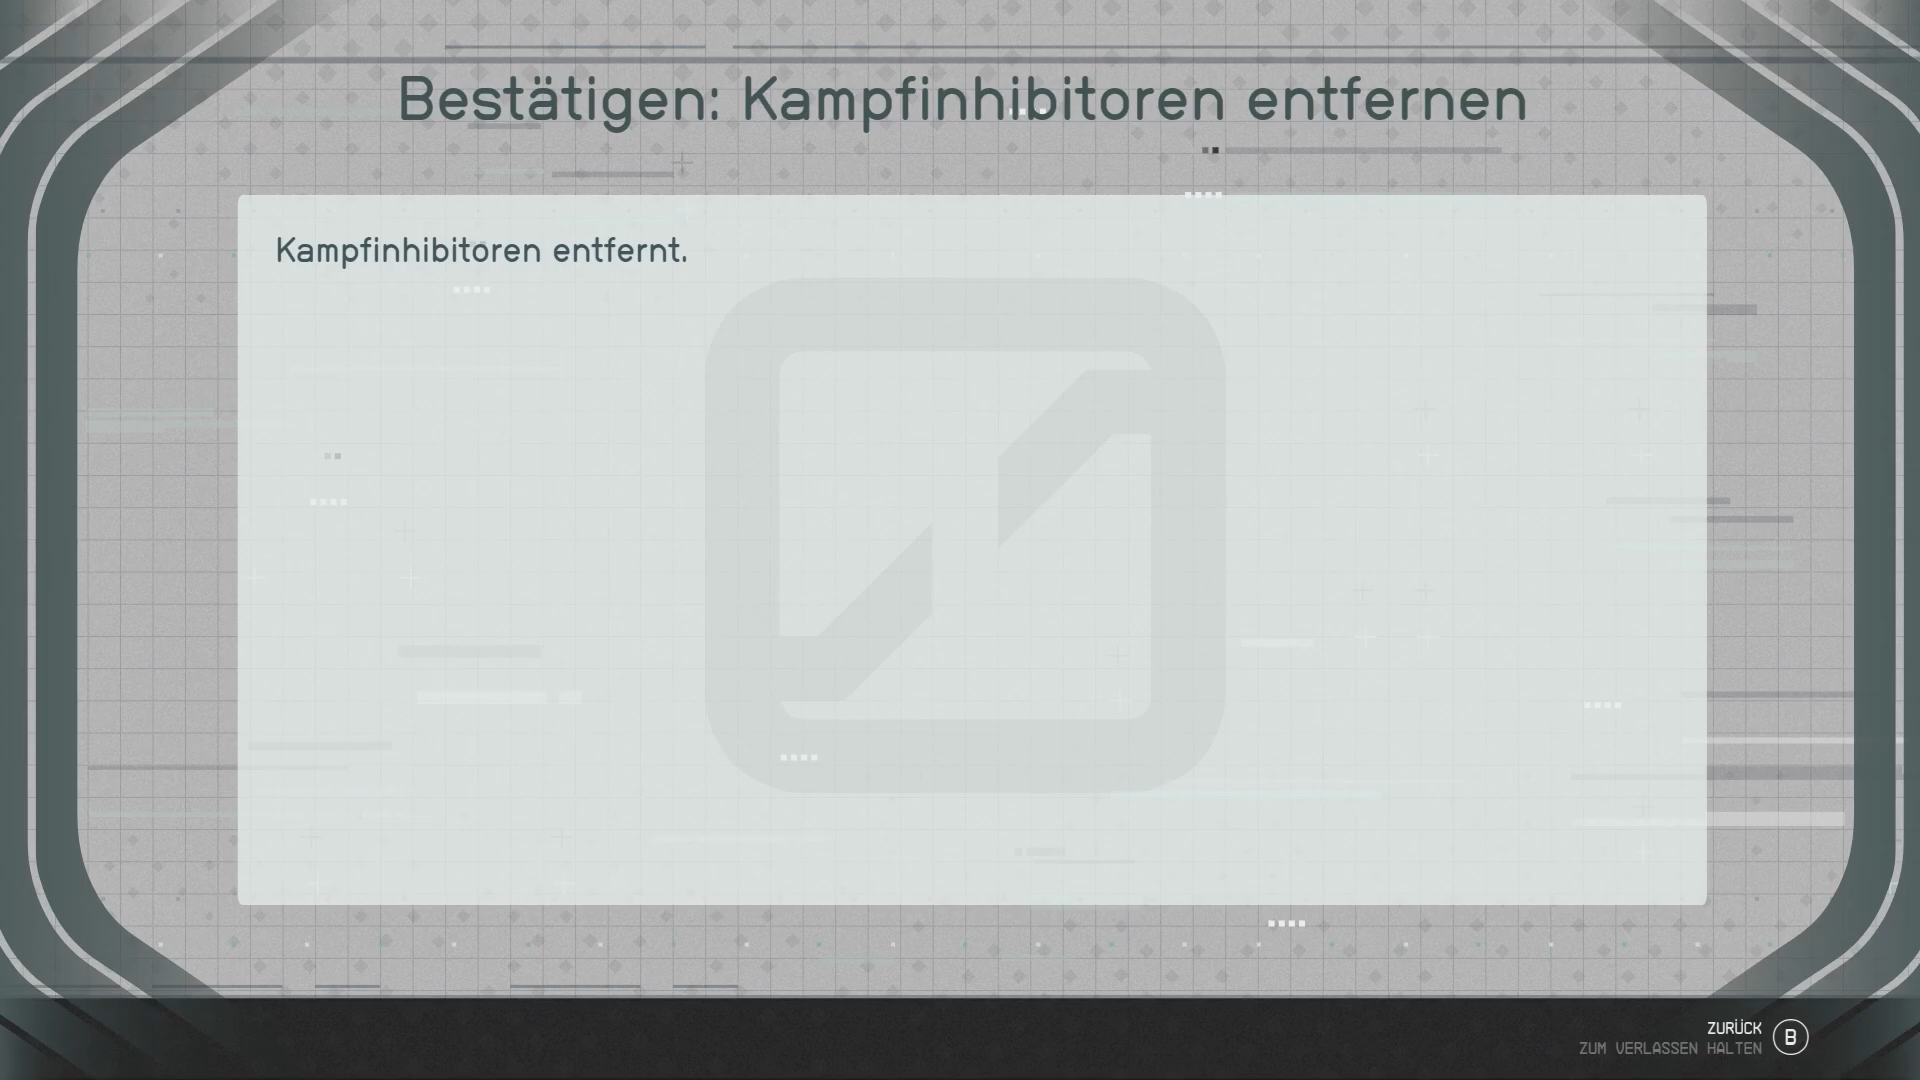 Bestätigen: Kampfinhibitoren entfernen
Kampfinhibitoren entfernt.
ZURÜCK
ZUM VERLASSEN HALTEN
B